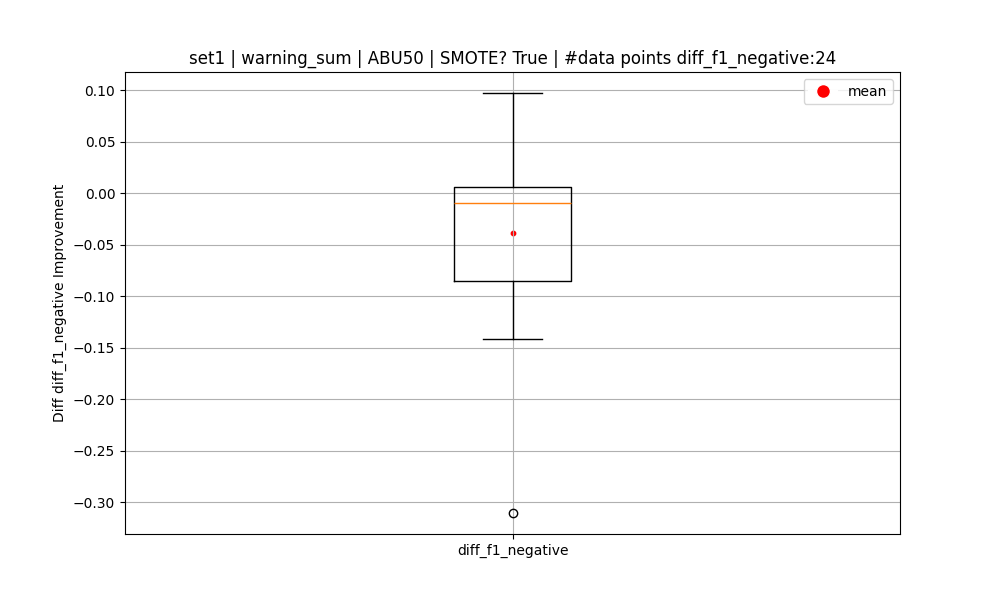 set1 | warning_sum | ABU50 | SMOTE? True | #data points diff_f1_negative:24
mean
0.10
0.05
0.00
−0.05
−0.10
−0.15
−0.20
−0.25
−0.30
Diff diff_f1_negative Improvement
diff_f1_negative